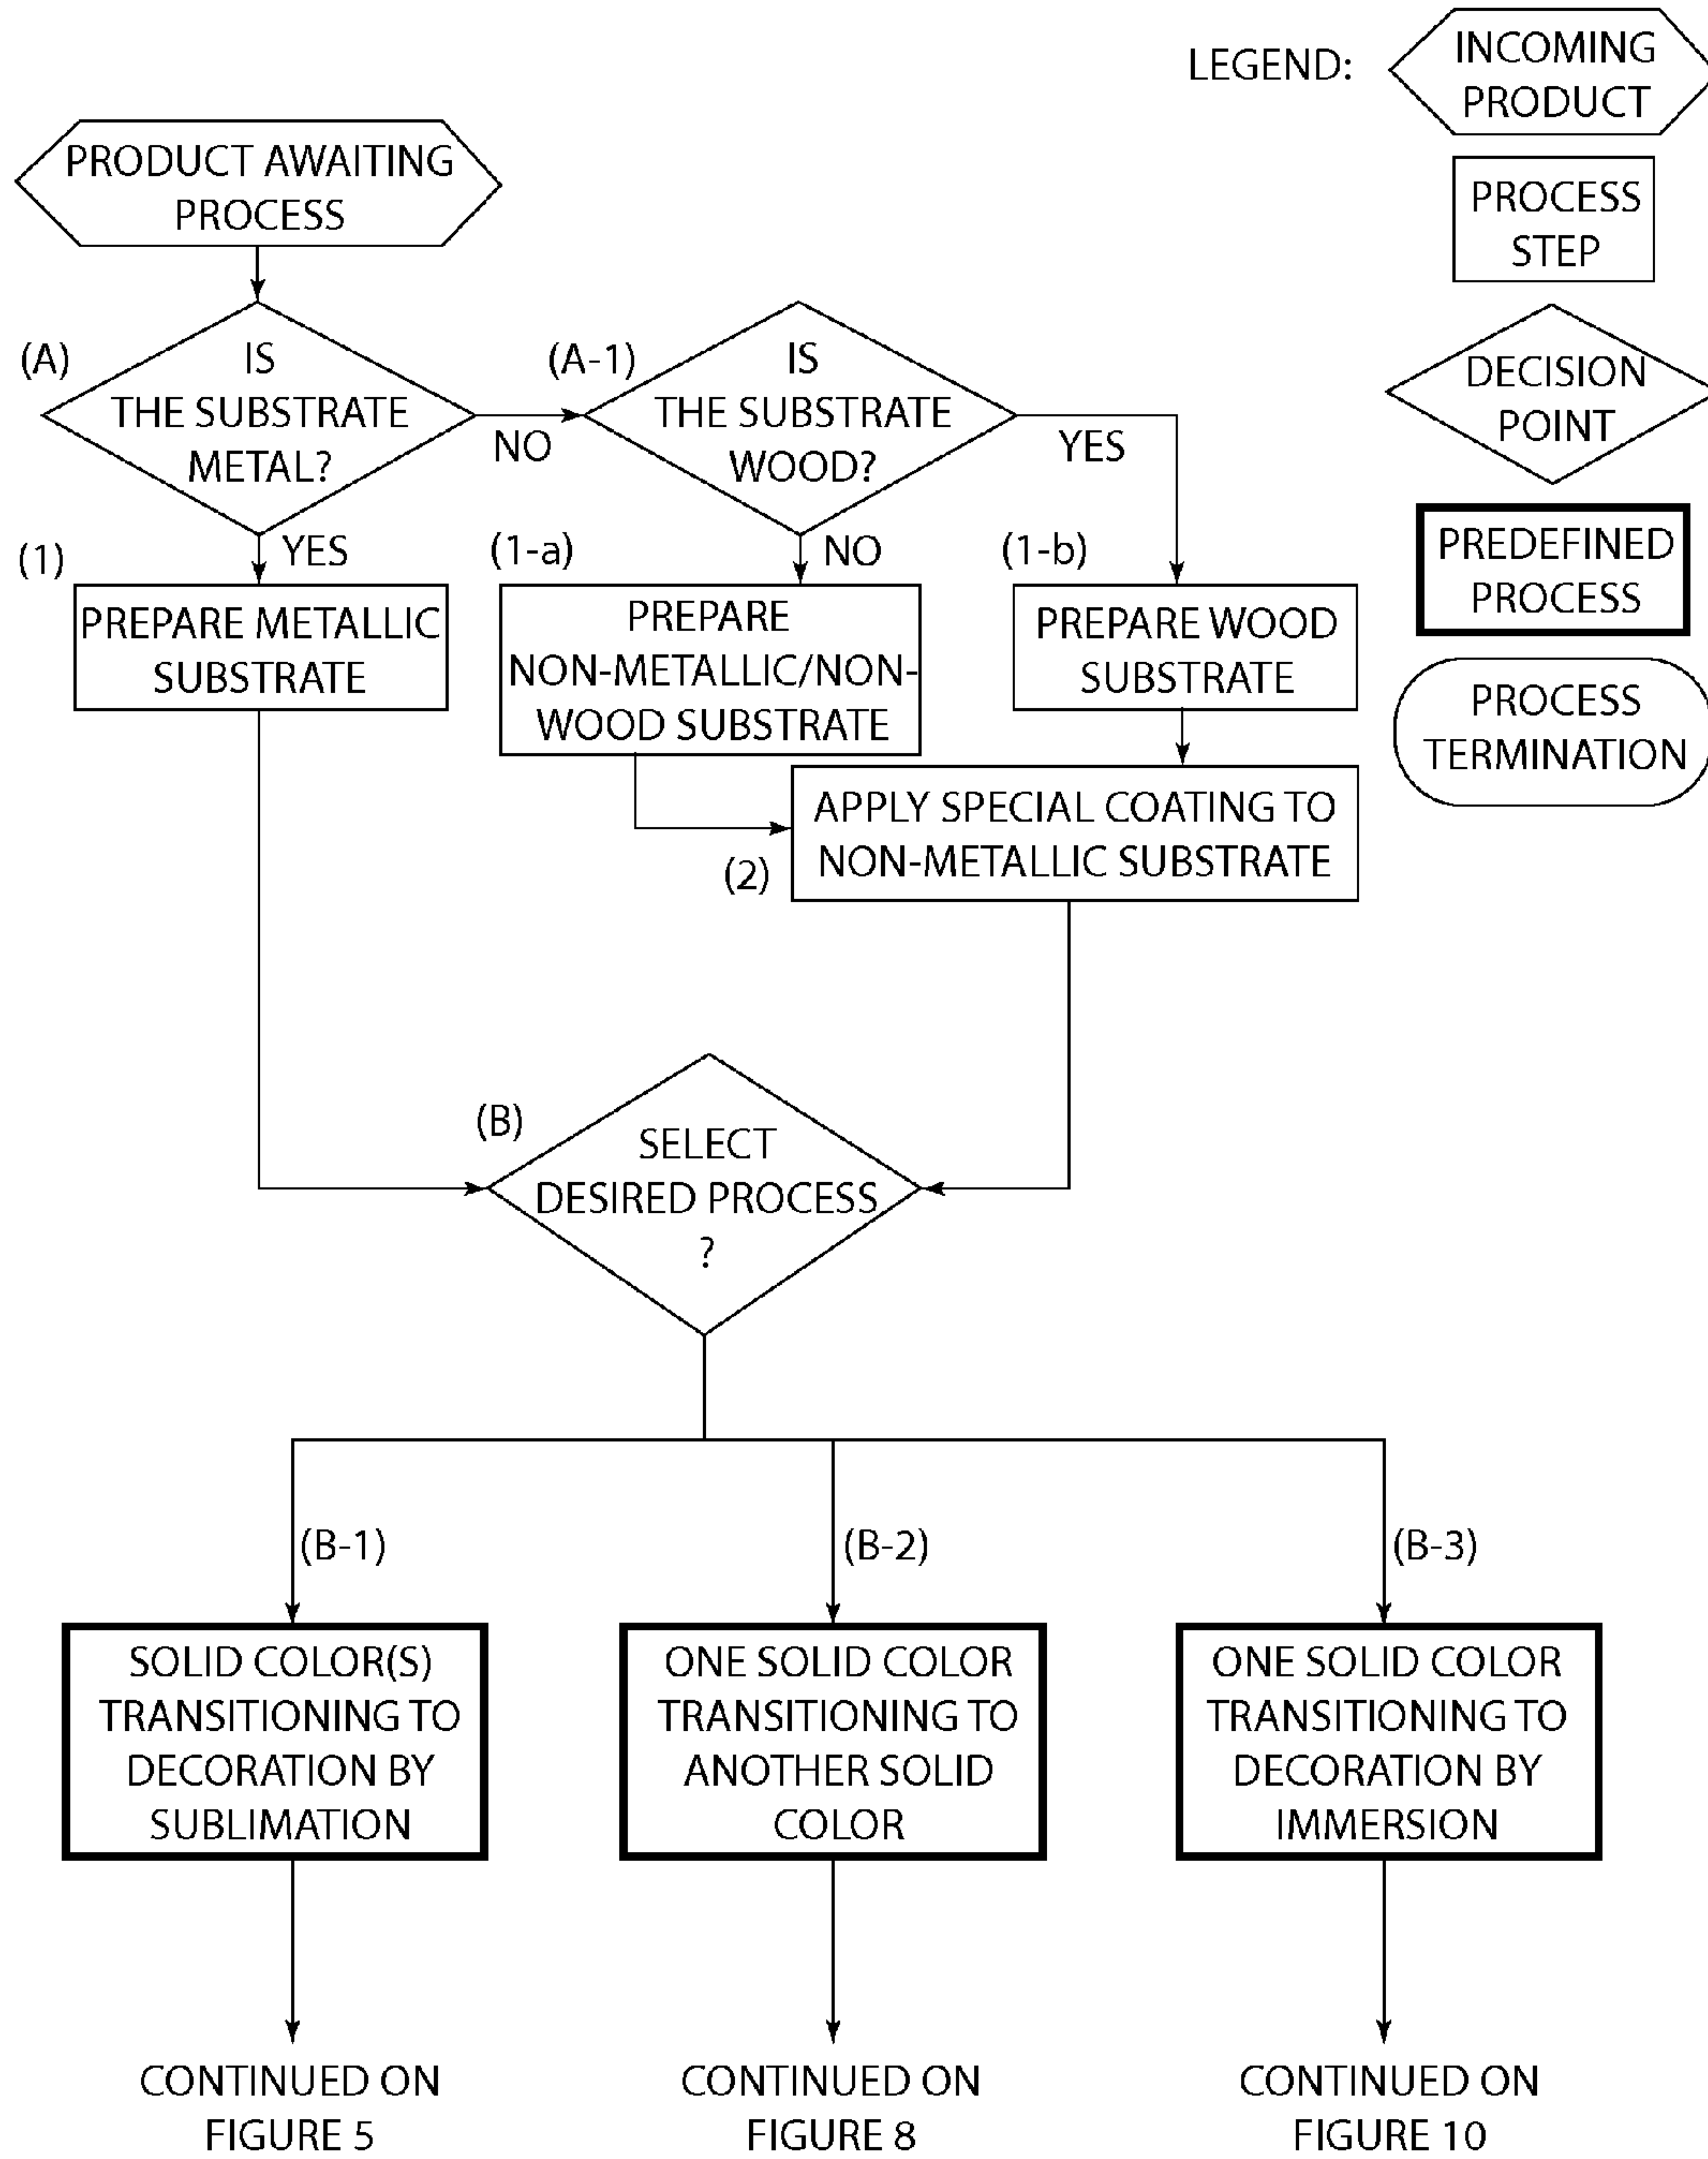 LEGEND:
INCOMING
PRODUCT
PROCESS
STEP
DECISION
POINT
PREDEFINED
PROCESS
PROCESS
TERMINATION
PRODUCT AWAITING
PROCESS
(A)
IS
THE SUBSTRATE
METAL?
NO
YES
(A-1)
IS
THE SUBSTRATE
WOOD?
YES
NO
(1)
PREPARE METALLIC
SUBSTRATE
(1-a)
PREPARE
NON-METALLIC/NON-
WOOD SUBSTRATE
(1-b)
PREPARE WOOD
SUBSTRATE
(2)
APPLY SPECIAL COATING TO
NON-METALLIC SUBSTRATE
(B)
SELECT
DESIRED PROCESS
?
(B-1)
SOLID COLOR(S)
TRANSITIONING TO
DECORATION BY
SUBLIMATION
CONTINUED ON
FIGURE 5
(B-2)
ONE SOLID COLOR
TRANSITIONING TO
ANOTHER SOLID
COLOR
CONTINUED ON
FIGURE 8
(B-3)
ONE SOLID COLOR
TRANSITIONING TO
DECORATION BY
IMMERSION
CONTINUED ON
FIGURE 10